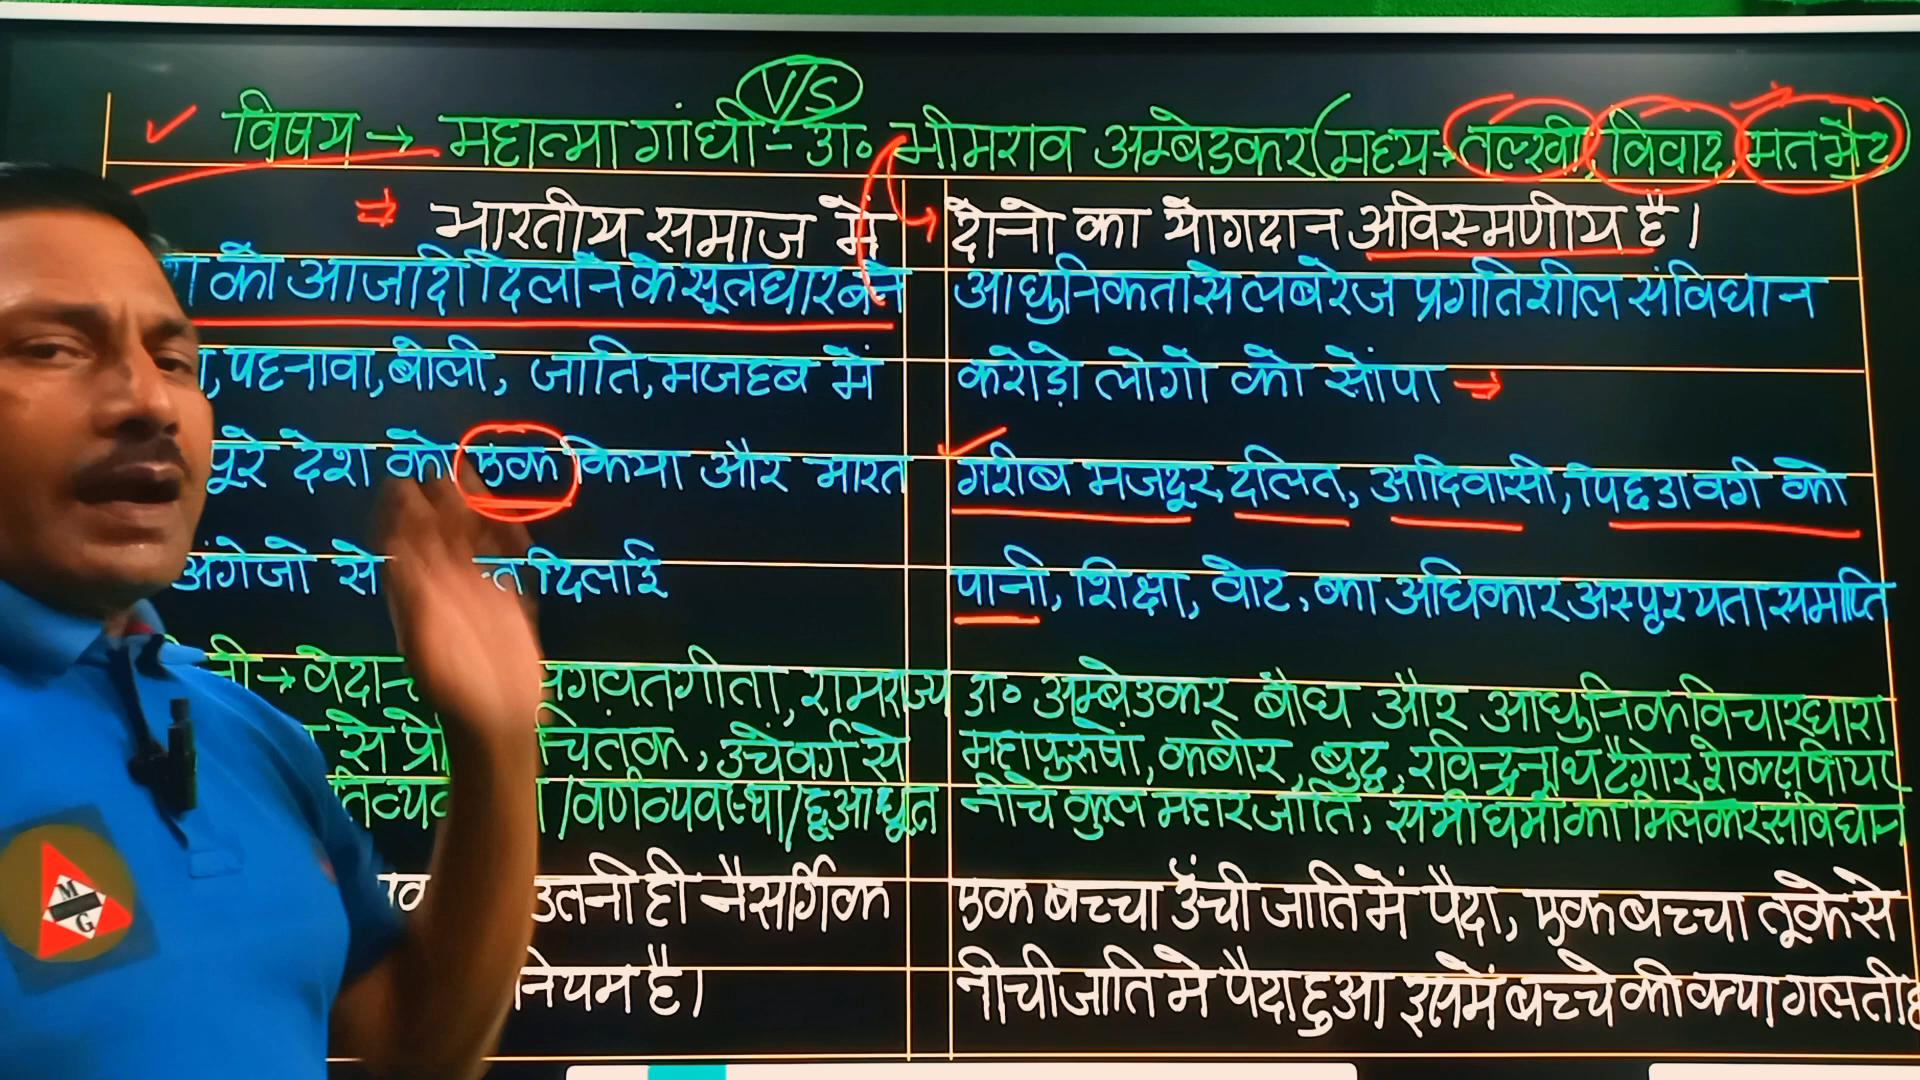 V/S
विषय → महात्मा गांधी - डा० भीमराव अम्बेडकर (मध्य → तल्खी, विवाद, मतभेद)
⇒ भारतीय समाज में → दोनो का योगदान अविस्मणीय है।
को आजादी दिलाने के सूत्रधार बने
आधुनिकता से लबरेज प्रगतिशील संविधान
, पहनावा, बोली, जाति, मजहब में
करोड़ो लोगो को सोंपा →
पूरे देश को एक किया और भारत
गरीब मजदूर, दलित, आदिवासी, पिछडा वर्ग को
अंगेजो से दिलाई
पानी, शिक्षा, वोट, का अधिकार अस्पृश्यता समाप्ति
गीता, रामराज्य
डा० अम्बेडकर बौध और आधुनिक विचारधारा
से चिंतक, उचे वर्ग से
महापुरुषो, कबीर, बुद्ध, रविन्द्रनाथ टैगोर, शेक्सपियर
/वर्णव्यवस्था/छूआछूत
नीचे कुल महार जाति, सभी धर्मो का मिलकर संविधान
उतनी ही नैसर्गिक
एक बच्चा उंची जाति में पैदा, एक बच्चा तूके से
नियम है।
नीची जाति मे पैदा हुआ इसमें बच्चे की क्या गलती
M
G